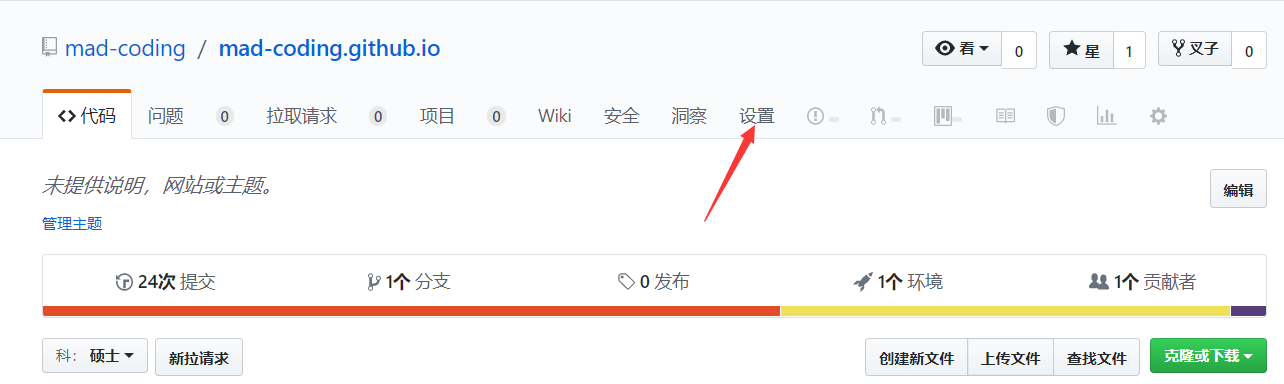 mad-coding / mad-coding.github.io 看 0 星 1 叉子 0
代码 问题 0 拉取请求 0 项目 0 Wiki 安全 洞察 设置
未提供说明，网站或主题。 编辑
管理主题
24次 提交 1个 分支 0 发布 1个 环境 1个 贡献者
科： 硕士 新拉请求 创建新文件 上传文件 查找文件 克隆或下载